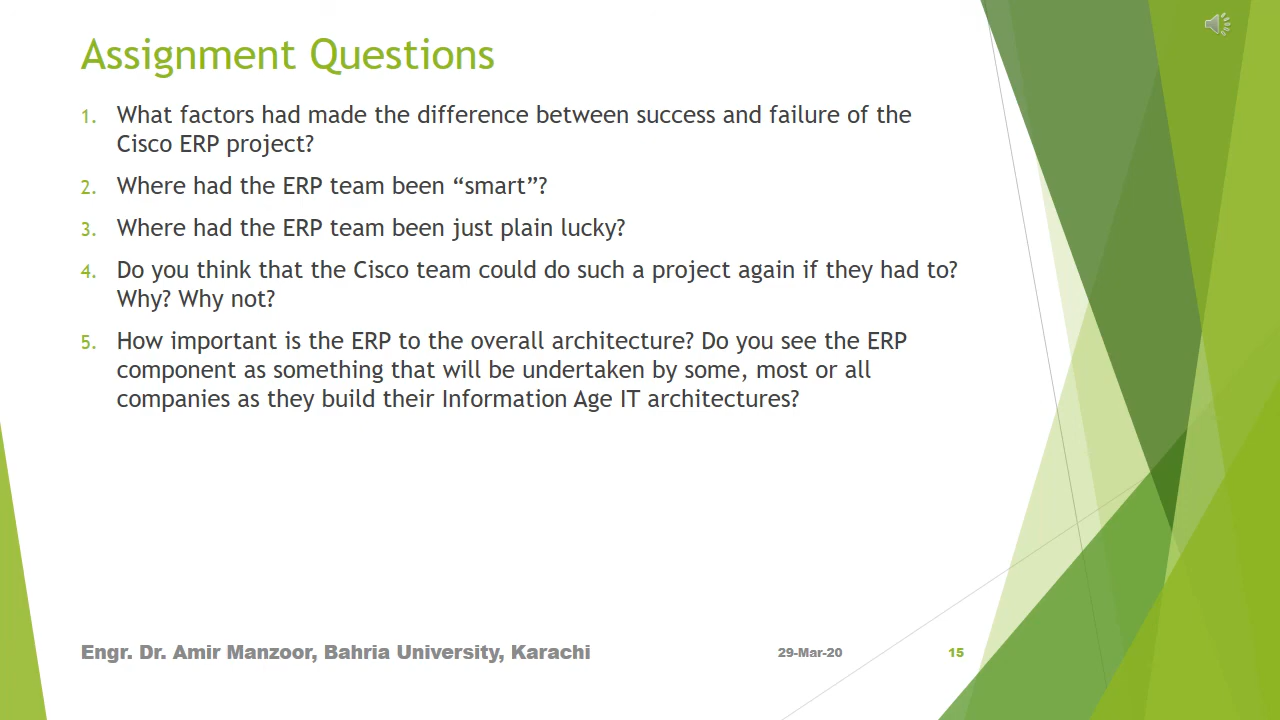 Assignment Questions
1. What factors had made the difference between success and failure of the
Cisco ERP project?
2. Where had the ERP team been “smart”?
3. Where had the ERP team been just plain lucky?
4. Do you think that the Cisco team could do such a project again if they had to?
Why? Why not?
5. How important is the ERP to the overall architecture? Do you see the ERP
component as something that will be undertaken by some, most or all
companies as they build their Information Age IT architectures?
Engr. Dr. Amir Manzoor, Bahria University, Karachi 29-Mar-20 15